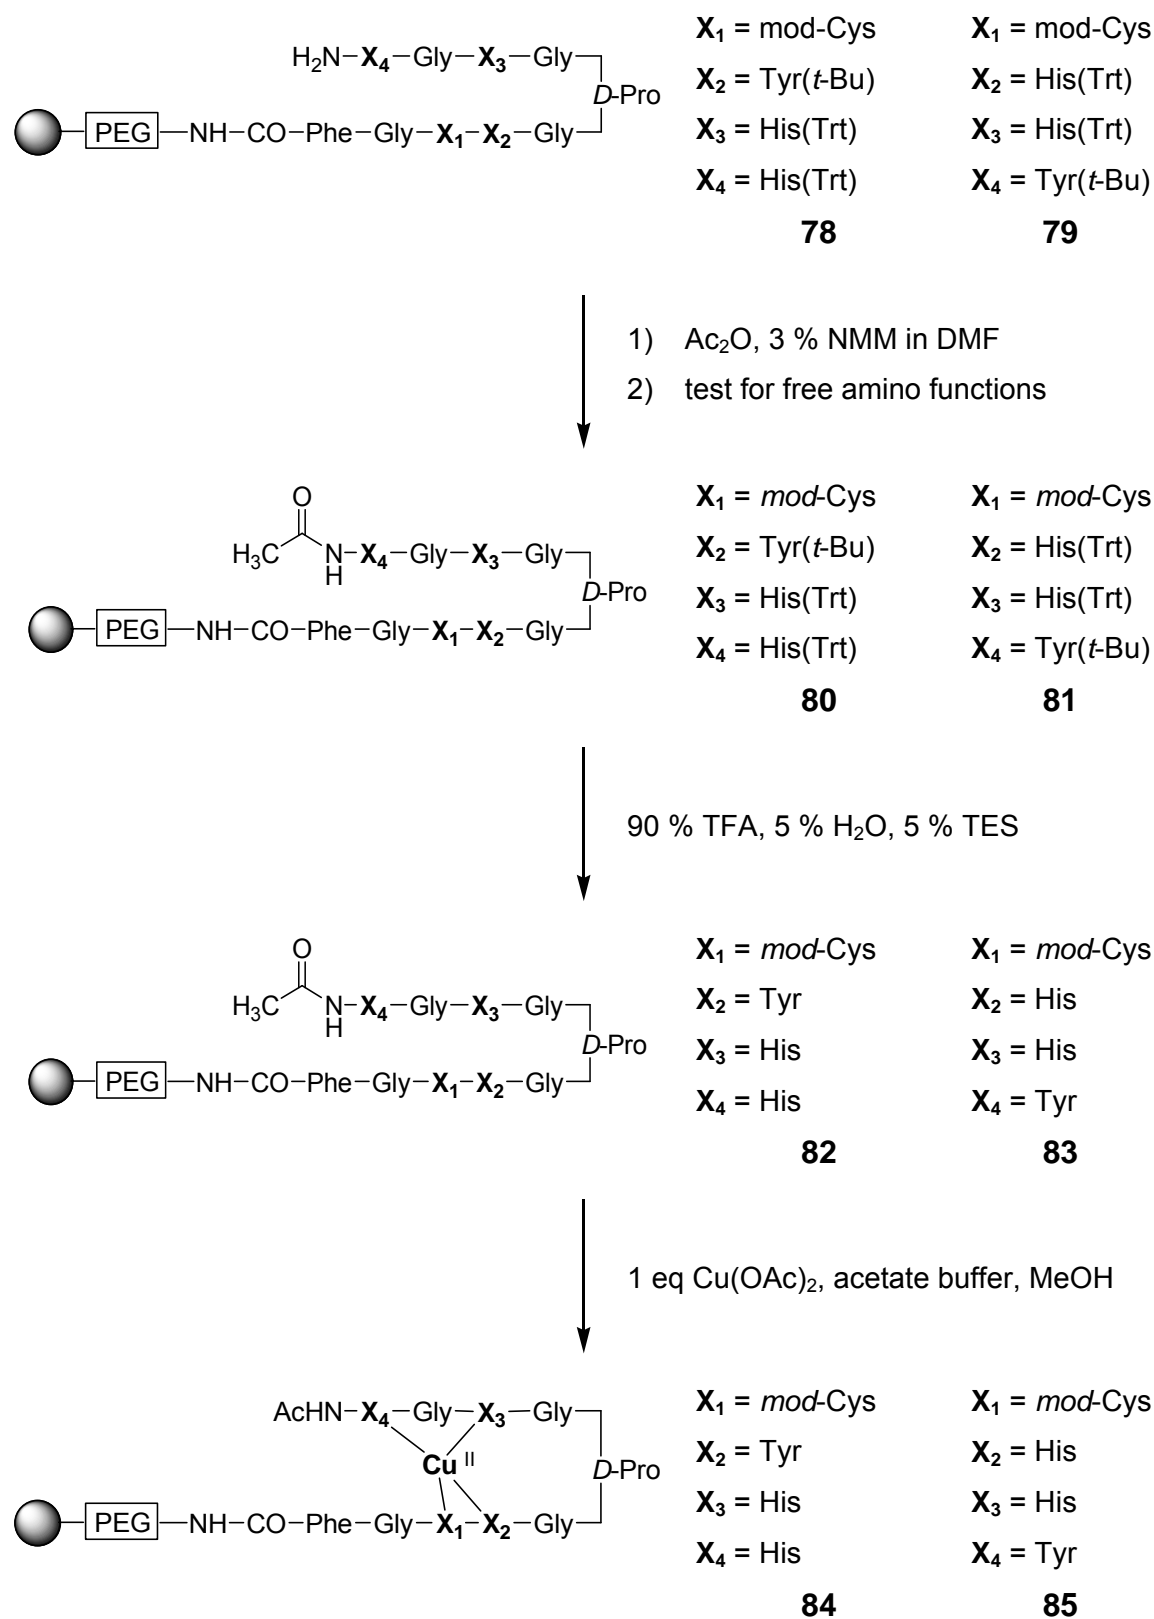 H₂N–X₄–Gly–X₃–Gly
D-Pro
PEG–NH–CO–Phe–Gly–X₁–X₂–Gly
X₁ = mod-Cys X₁ = mod-Cys
X₂ = Tyr(t-Bu) X₂ = His(Trt)
X₃ = His(Trt) X₃ = His(Trt)
X₄ = His(Trt) X₄ = Tyr(t-Bu)
78 79
1) Ac₂O, 3 % NMM in DMF
2) test for free amino functions
O
H₃C N–X₄–Gly–X₃–Gly
H
D-Pro
PEG–NH–CO–Phe–Gly–X₁–X₂–Gly
X₁ = mod-Cys X₁ = mod-Cys
X₂ = Tyr(t-Bu) X₂ = His(Trt)
X₃ = His(Trt) X₃ = His(Trt)
X₄ = His(Trt) X₄ = Tyr(t-Bu)
80 81
90 % TFA, 5 % H₂O, 5 % TES
O
H₃C N–X₄–Gly–X₃–Gly
H
D-Pro
PEG–NH–CO–Phe–Gly–X₁–X₂–Gly
X₁ = mod-Cys X₁ = mod-Cys
X₂ = Tyr X₂ = His
X₃ = His X₃ = His
X₄ = His X₄ = Tyr
82 83
1 eq Cu(OAc)₂, acetate buffer, MeOH
AcHN–X₄–Gly–X₃–Gly
Cu II
D-Pro
PEG–NH–CO–Phe–Gly–X₁–X₂–Gly
X₁ = mod-Cys X₁ = mod-Cys
X₂ = Tyr X₂ = His
X₃ = His X₃ = His
X₄ = His X₄ = Tyr
84 85